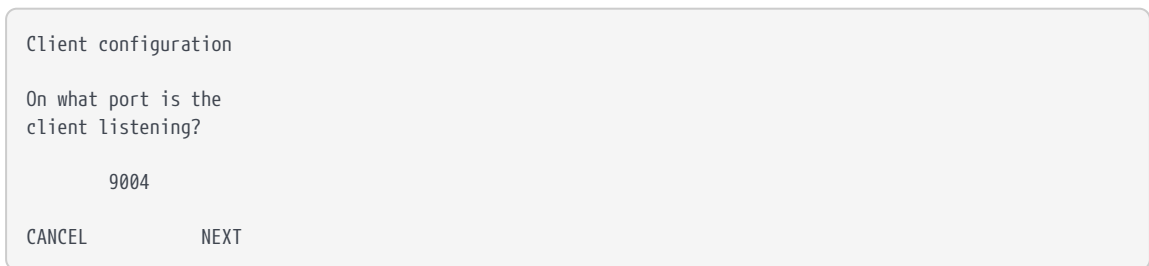 Client configuration
On what port is the
client listening?
9004
CANCEL NEXT